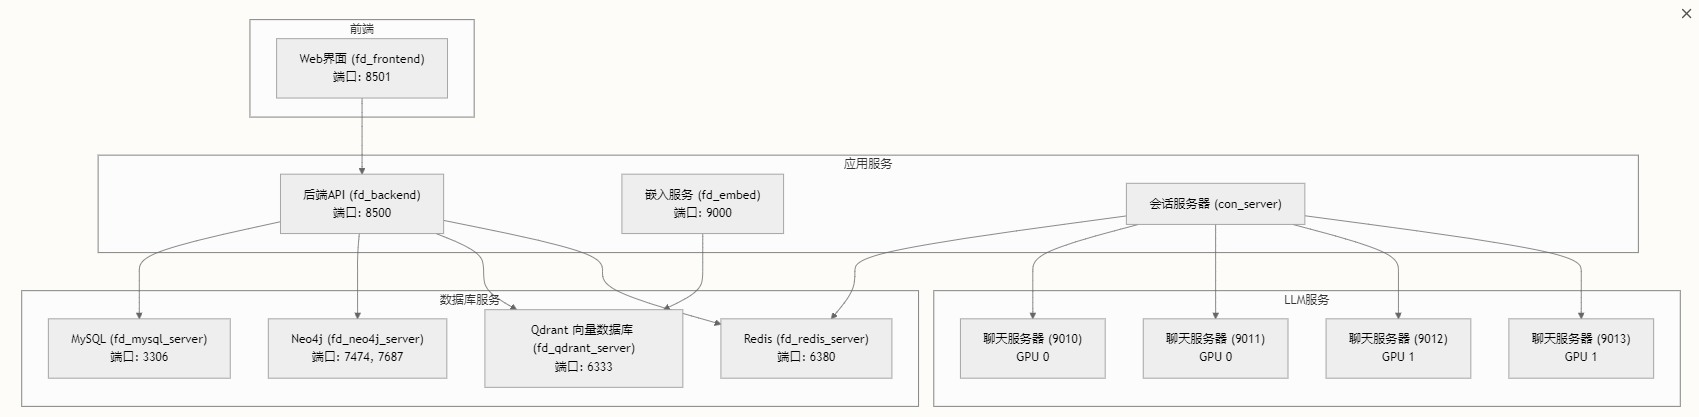 前端
Web界面 (fd_frontend)
端口: 8501
应用服务
后端API (fd_backend)
端口: 8500
嵌入服务 (fd_embed)
端口: 9000
会话服务器 (con_server)
数据库服务
MySQL (fd_mysql_server)
端口: 3306
Neo4j (fd_neo4j_server)
端口: 7474, 7687
Qdrant 向量数据库
(fd_qdrant_server)
端口: 6333
Redis (fd_redis_server)
端口: 6380
LLM服务
聊天服务器 (9010)
GPU 0
聊天服务器 (9011)
GPU 0
聊天服务器 (9012)
GPU 1
聊天服务器 (9013)
GPU 1